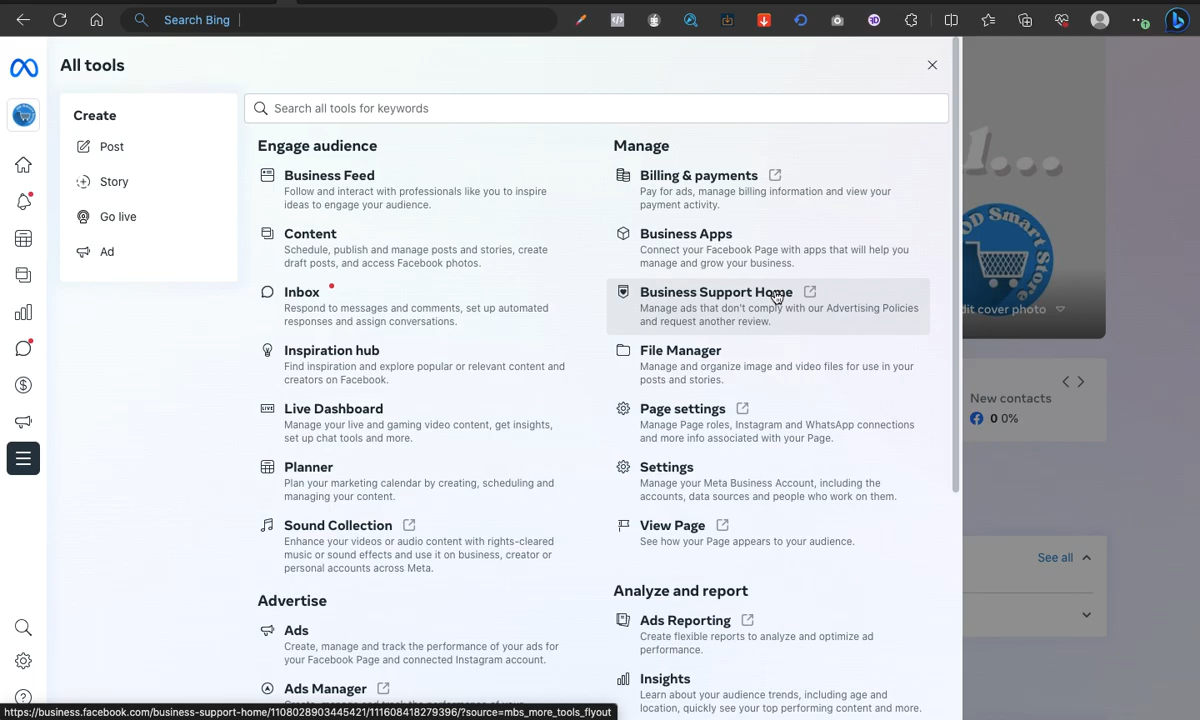 Search Bing
All tools
Create
Post
Story
Go live
Ad
Search all tools for keywords
Engage audience
Business Feed
Follow and interact with professionals like you to inspire
ideas to engage your audience.
Content
Schedule, publish and manage posts and stories, create
draft posts, and access Facebook photos.
Inbox
Respond to messages and comments, set up automated
responses and assign conversations.
Inspiration hub
Find inspiration and explore popular or relevant content and
creators on Facebook.
Live Dashboard
Manage your live and gaming video content, get insights,
set up chat tools and more.
Planner
Plan your marketing calendar by creating, scheduling and
managing your content.
Sound Collection
Enhance your videos or audio content with rights-cleared
music or sound effects and use it on business, creator or
personal accounts across Meta.
Advertise
Ads
Create, manage and track the performance of your ads for
your Facebook Page and connected Instagram account.
Ads Manager
Manage
Billing & payments
Pay for ads, manage billing information and view your
payment activity.
Business Apps
Connect your Facebook Page with apps that will help you
manage and grow your business.
Business Support Home
Manage ads that don't comply with our Advertising Policies
and request another review.
File Manager
Manage and organize image and video files for use in your
posts and stories.
Page settings
Manage Page roles, Instagram and WhatsApp connections
and more info associated with your Page.
Settings
Manage your Meta Business Account, including the
accounts, data sources and people who work on them.
View Page
See how your Page appears to your audience.
Analyze and report
Ads Reporting
Create flexible reports to analyze and optimize ad
performance.
Insights
Learn about your audience trends, including age and
location, quickly see your top performing content and more.
Smart
Store
dit cover photo
New contacts
0 0%
See all
https://business.facebook.com/business-support-home/1108028903445421/111608418279396/?source=mbs_more_tools_flyout